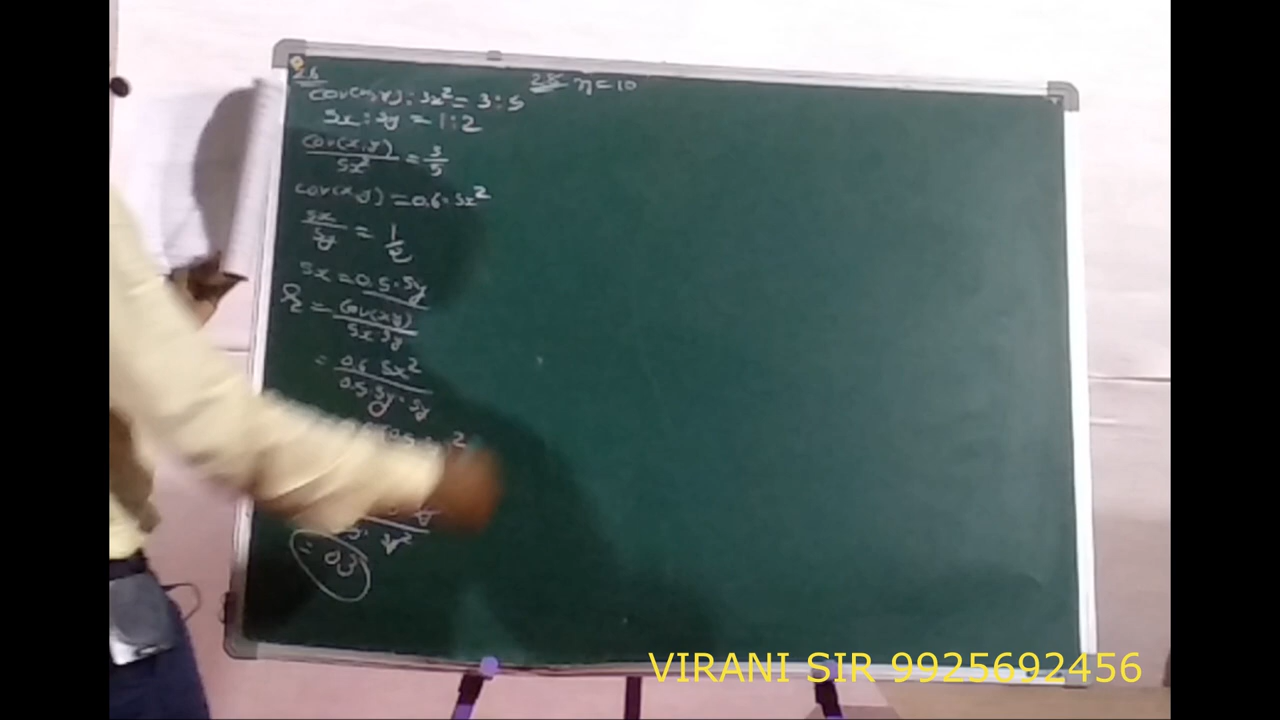 26
cov(x,y) : sx² = 3 : 5
sx : sy = 1 : 2
cov(x,y)
sx² = 3/5
cov(x,y) = 0.6 · sx²
sx/sy = 1/2
sx = 0.5 · sy
r = cov(x,y)
sx sy
= 0.6 sx²
0.5 · sy · sy
2
= 0.3
28 n = 10
VIRANI SIR 9925692456